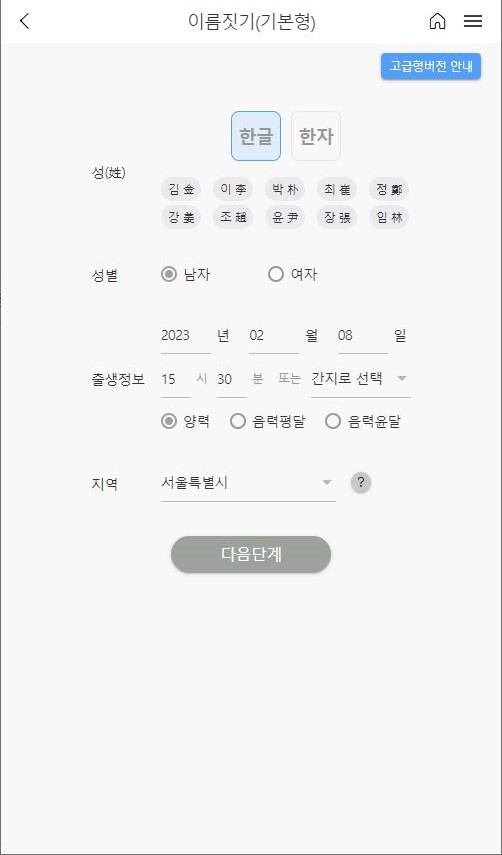 이름짓기(기본형)
고급형버전 안내
한글 한자
성(姓)
김 金 이 李 박 朴 최 崔 정 鄭
강 姜 조 趙 윤 尹 장 張 임 林
성별 남자 여자
2023 년 02 월 08 일
출생정보 15 시 30 분 또는 간지로 선택
양력 음력평달 음력윤달
지역 서울특별시 ?
다음단계